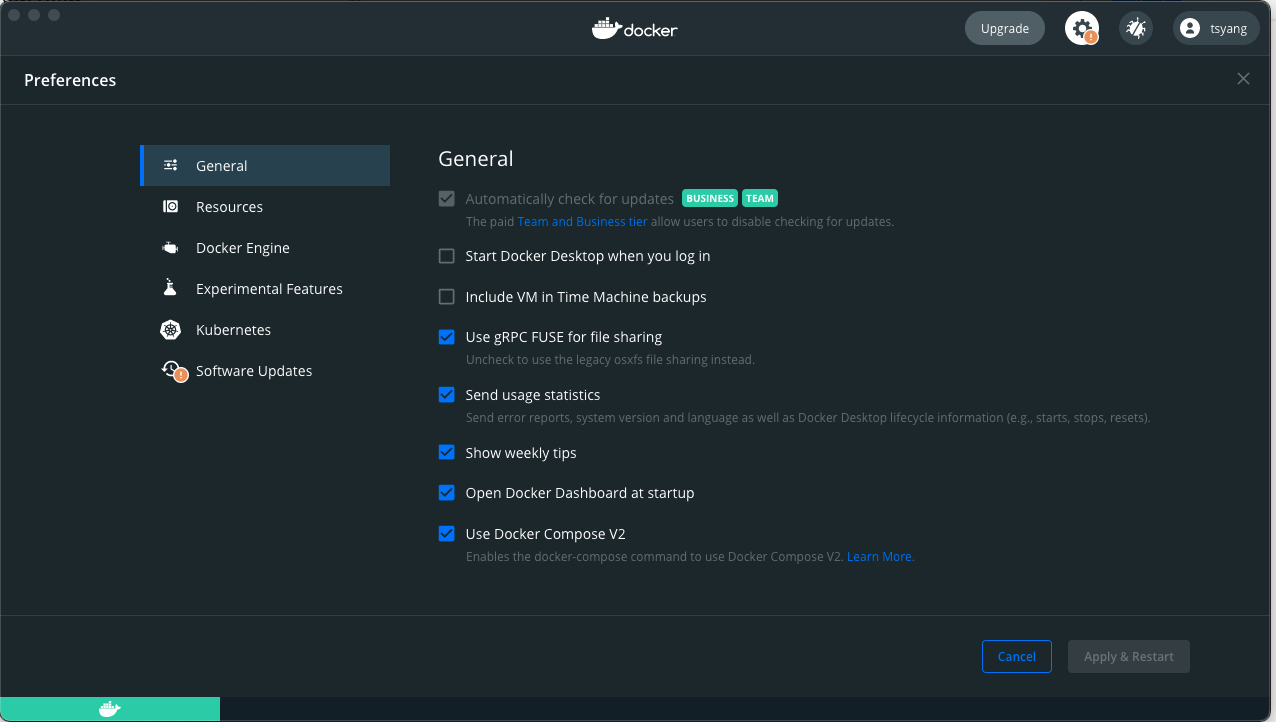 docker
Upgrade
tsyang
Preferences
General
Resources
Docker Engine
Experimental Features
Kubernetes
Software Updates
General
Automatically check for updates BUSINESS TEAM
The paid Team and Business tier allow users to disable checking for updates.
Start Docker Desktop when you log in
Include VM in Time Machine backups
Use gRPC FUSE for file sharing
Uncheck to use the legacy osxfs file sharing instead.
Send usage statistics
Send error reports, system version and language as well as Docker Desktop lifecycle information (e.g., starts, stops, resets).
Show weekly tips
Open Docker Dashboard at startup
Use Docker Compose V2
Enables the docker-compose command to use Docker Compose V2. Learn More.
Cancel
Apply & Restart